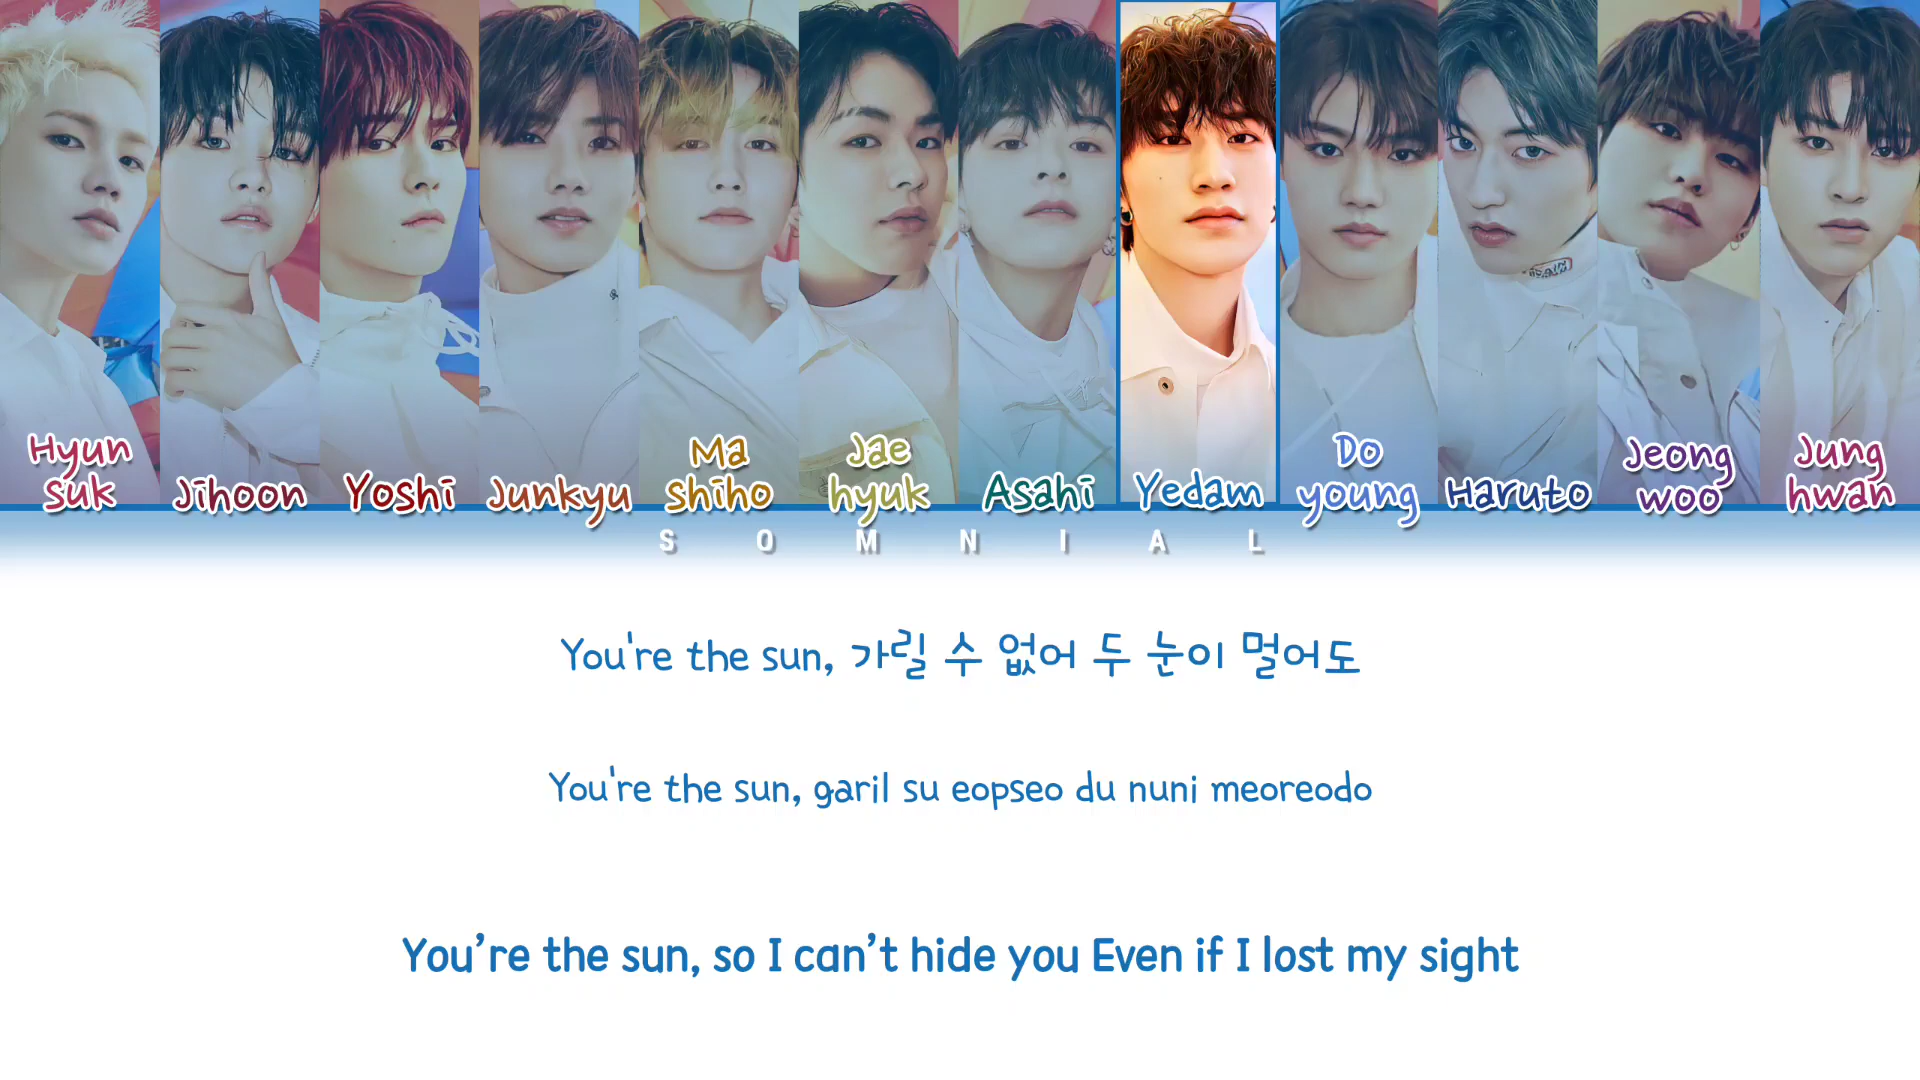 Hyun
suk
Jihoon
Yoshi
Junkyu
Ma
shiho
Jae
hyuk
Asahi
Yedam
Do
young
Haruto
Jeong
woo
Jung
hwan
S O M N I A L
You're the sun, 가릴 수 없어 두 눈이 멀어도
You're the sun, garil su eopseo du nuni meoreodo
You’re the sun, so I can’t hide you Even if I lost my sight